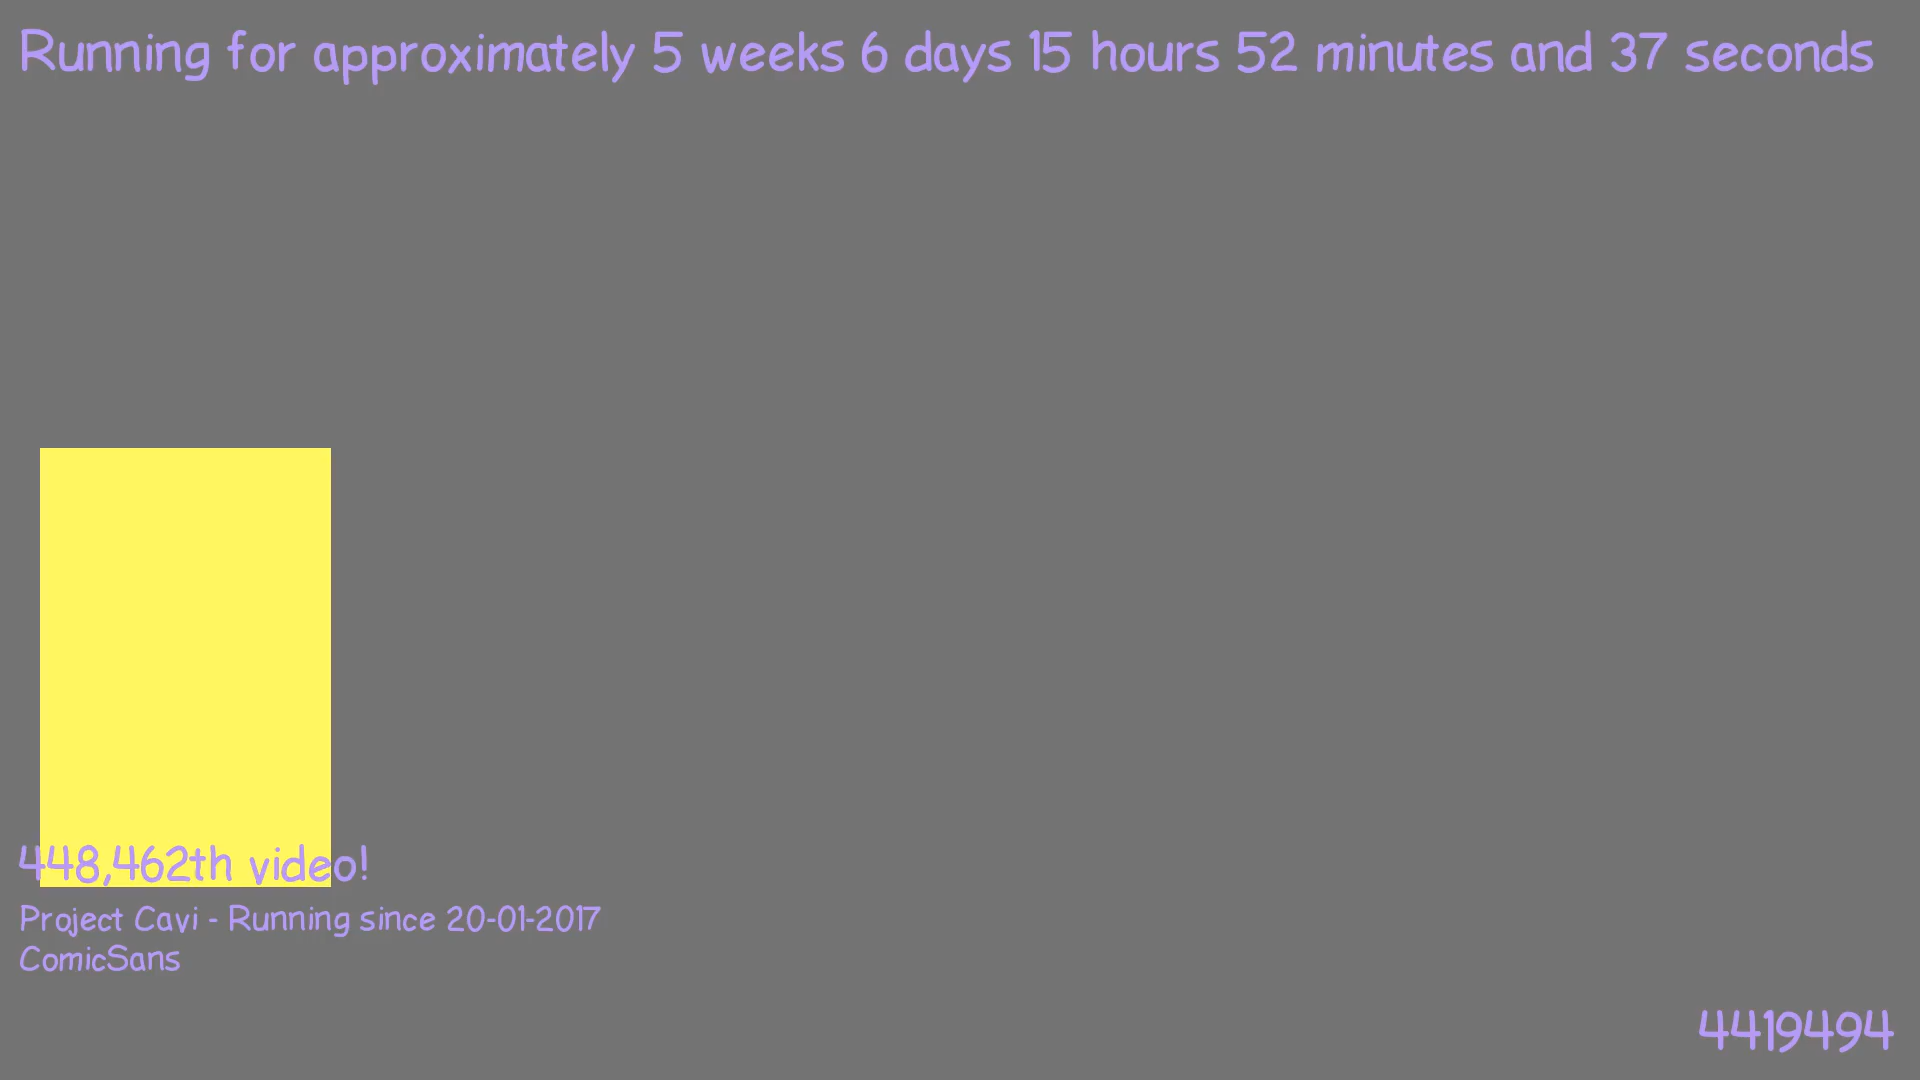 Running for approximately 5 weeks 6 days 15 hours 52 minutes and 37 seconds
448,462th video!
Project Cavi - Running since 20-01-2017
ComicSans
4419494